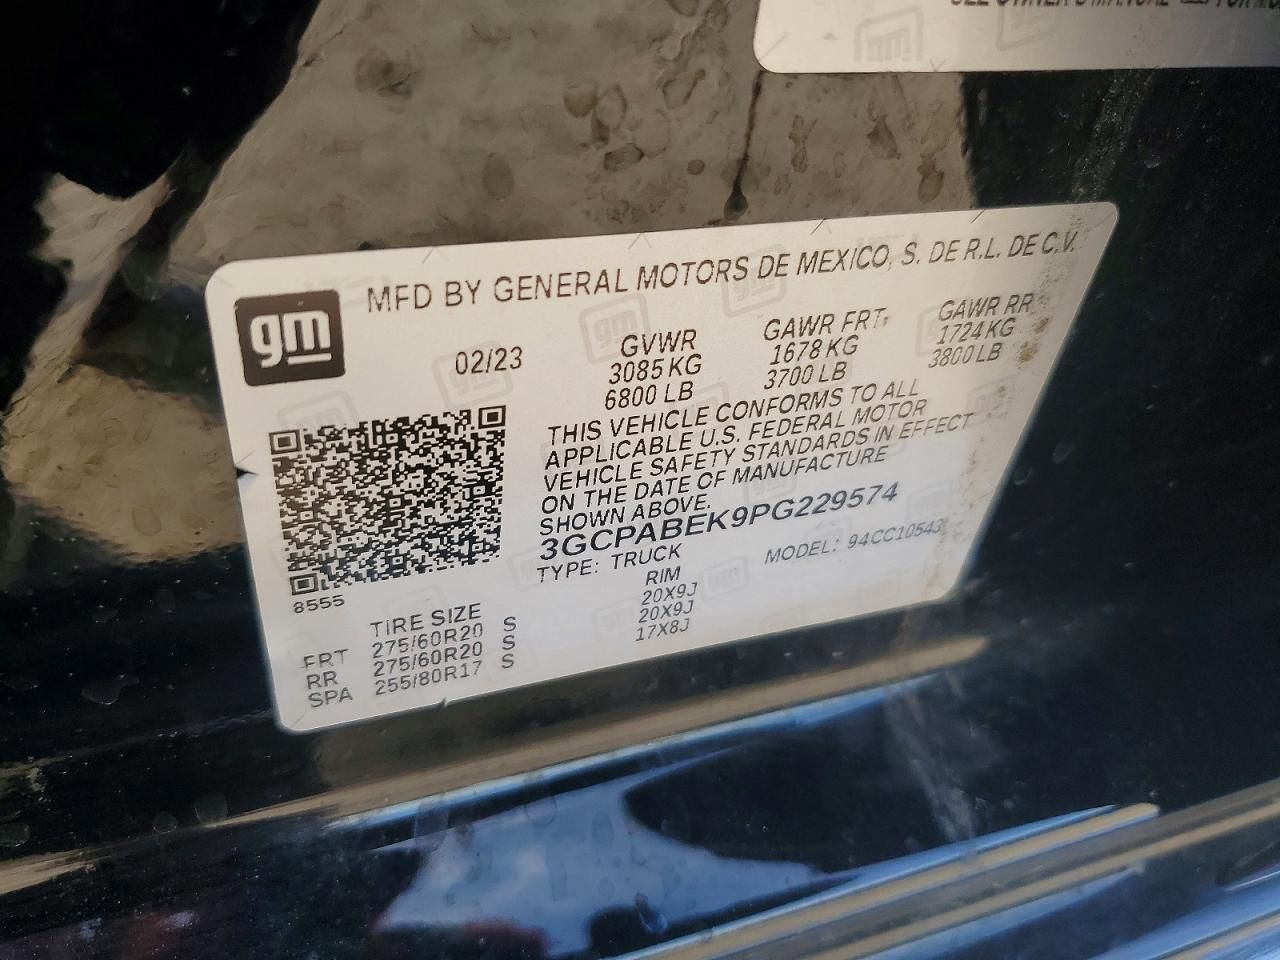 SEE OWNER'S MANUAL
gm
MFD BY GENERAL MOTORS DE MEXICO, S. DE R.L. DE C.V.
02/23
GVWR GAWR FRT GAWR RR
3085 KG 1678 KG 1724 KG
6800 LB 3700 LB 3800 LB
THIS VEHICLE CONFORMS TO ALL
APPLICABLE U.S. FEDERAL MOTOR
VEHICLE SAFETY STANDARDS IN EFFECT
ON THE DATE OF MANUFACTURE
SHOWN ABOVE.
3GCPABEK9PG229574
TYPE: TRUCK MODEL: 94CC10543
8555
TIRE SIZE RIM
FRT 275/60R20 S 20X9J
RR 275/60R20 S 20X9J
SPA 255/80R17 S 17X8J